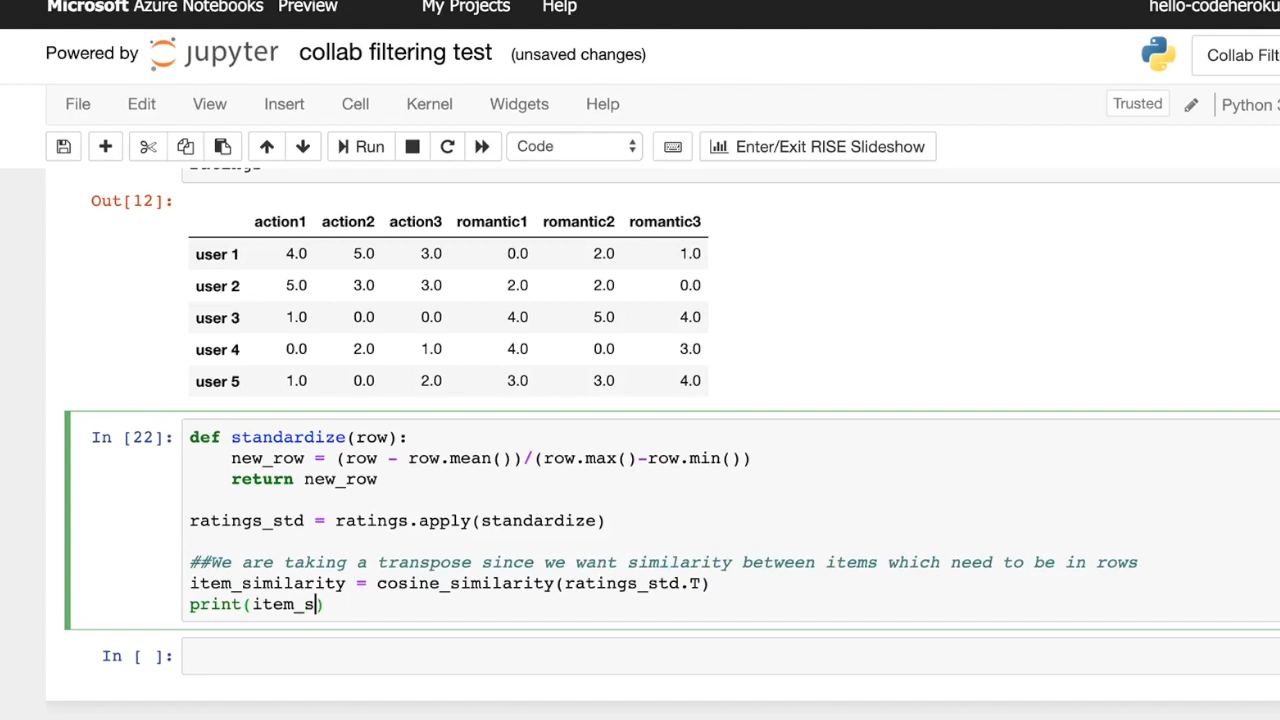 Microsoft Azure Notebooks Preview My Projects Help hello-codeheroku
Powered by jupyter collab filtering test (unsaved changes) Collab Filt
File Edit View Insert Cell Kernel Widgets Help Trusted Python 3
Run Code Enter/Exit RISE Slideshow
ratings
Out[12]:
action1 action2 action3 romantic1 romantic2 romantic3
user 1 4.0 5.0 3.0 0.0 2.0 1.0
user 2 5.0 3.0 3.0 2.0 2.0 0.0
user 3 1.0 0.0 0.0 4.0 5.0 4.0
user 4 0.0 2.0 1.0 4.0 0.0 3.0
user 5 1.0 0.0 2.0 3.0 3.0 4.0
In [22]: def standardize(row):
new_row = (row - row.mean())/(row.max()-row.min())
return new_row
ratings_std = ratings.apply(standardize)
##We are taking a transpose since we want similarity between items which need to be in rows
item_similarity = cosine_similarity(ratings_std.T)
print(item_s)
In [ ]: